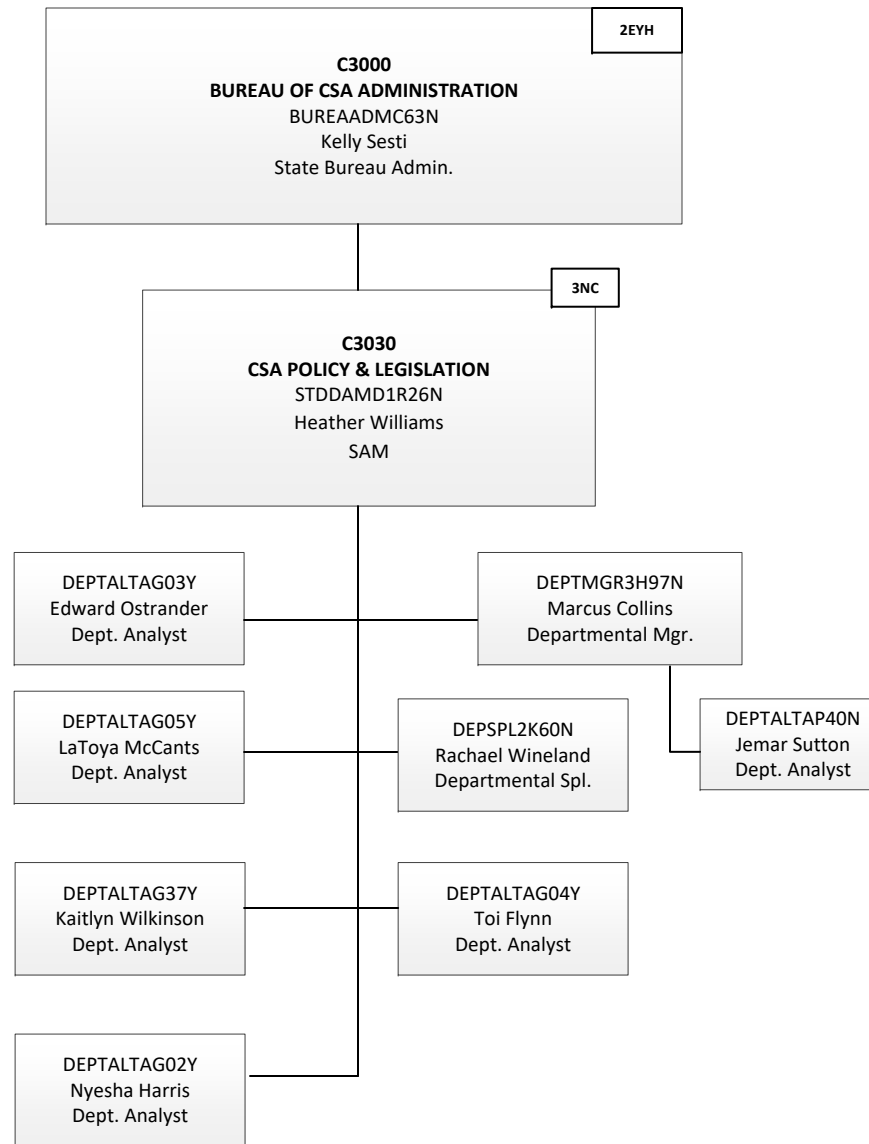 2EYH
C3000
BUREAU OF CSA ADMINISTRATION
BUREAADMC63N
Kelly Sesti
State Bureau Admin.
3NC
C3030
CSA POLICY & LEGISLATION
STDDAMD1R26N
Heather Williams
SAM
DEPTALTAG03Y
Edward Ostrander
Dept. Analyst
DEPTMGR3H97N
Marcus Collins
Departmental Mgr.
DEPTALTAG05Y
LaToya McCants
Dept. Analyst
DEPSPL2K60N
Rachael Wineland
Departmental Spl.
DEPTALTAP40N
Jemar Sutton
Dept. Analyst
DEPTALTAG37Y
Kaitlyn Wilkinson
Dept. Analyst
DEPTALTAG04Y
Toi Flynn
Dept. Analyst
DEPTALTAG02Y
Nyesha Harris
Dept. Analyst